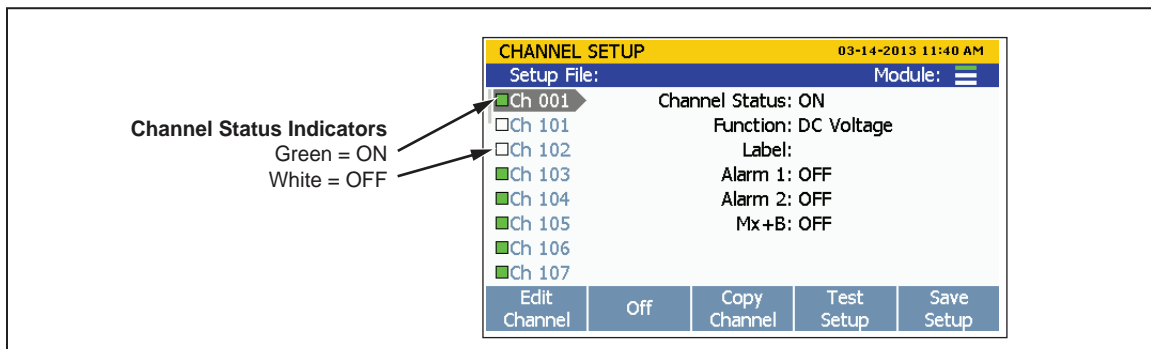 CHANNEL SETUP 03-14-2013 11:40 AM
Setup File: Module:
Channel Status Indicators
Green = ON
White = OFF
Ch 001 Channel Status: ON
Ch 101 Function: DC Voltage
Ch 102 Label:
Ch 103 Alarm 1: OFF
Ch 104 Alarm 2: OFF
Ch 105 Mx+B: OFF
Ch 106
Ch 107
Edit Channel Off Copy Channel Test Setup Save Setup